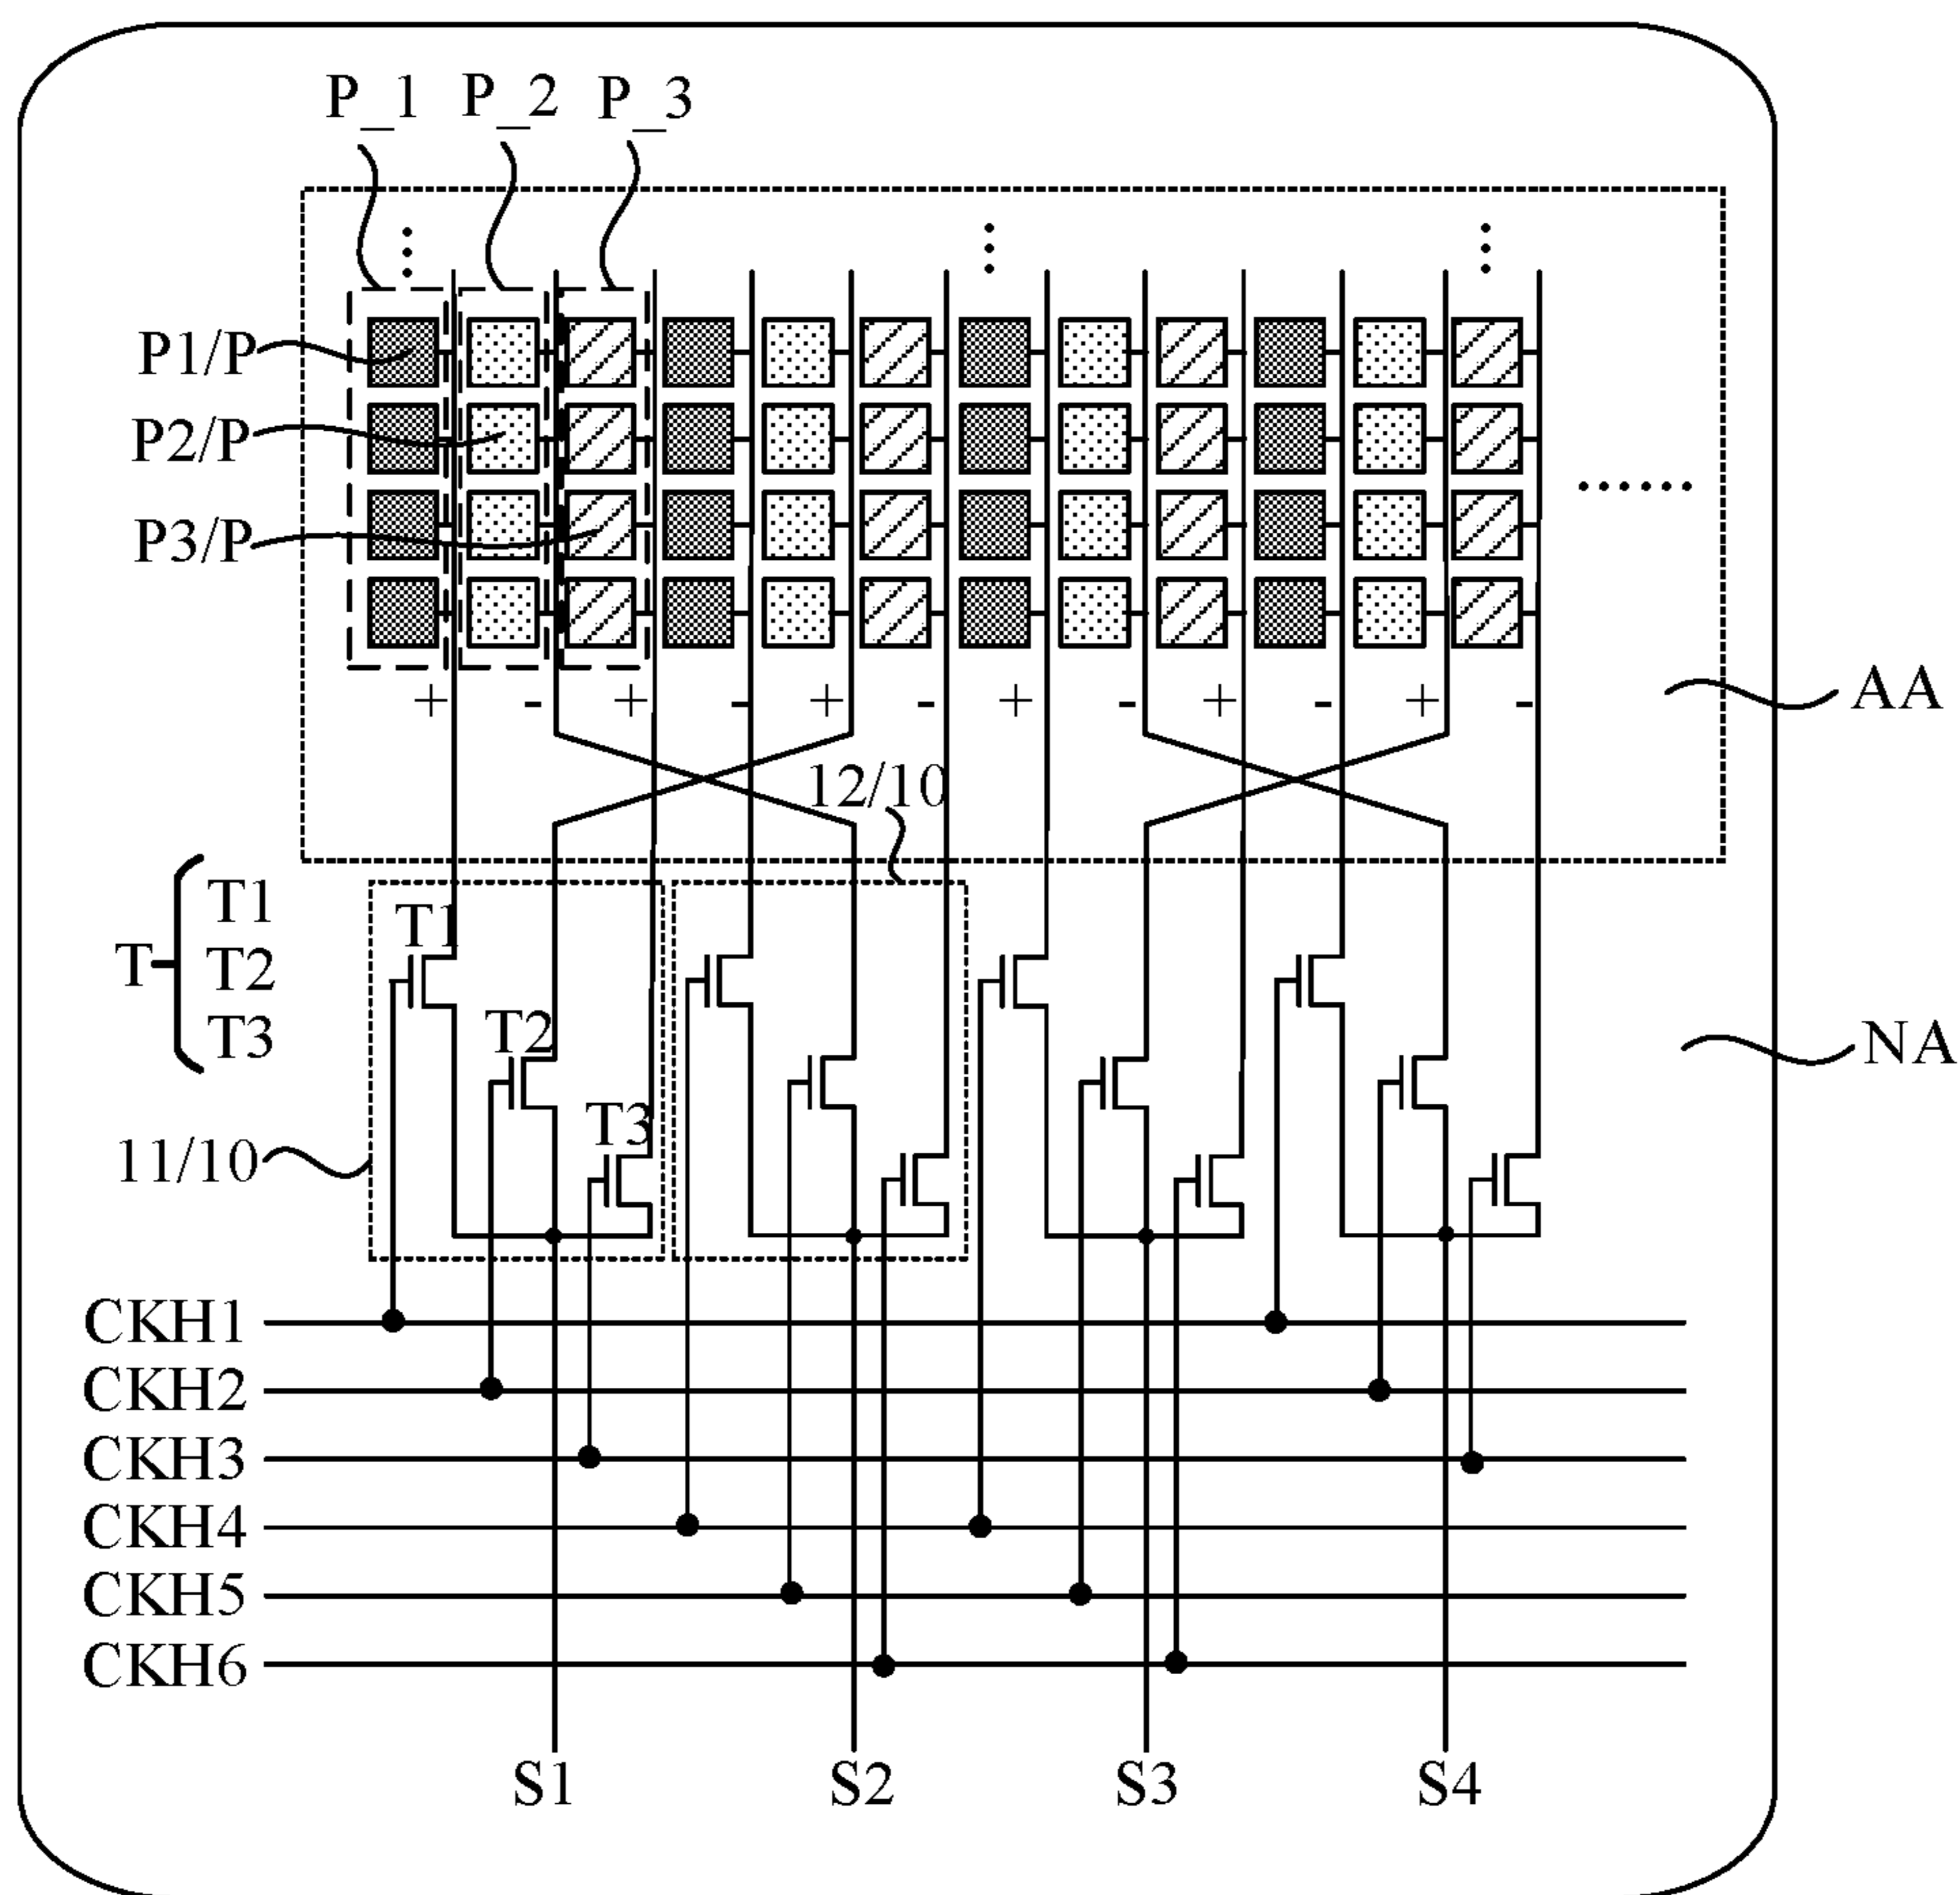 P_1 P_2 P_3
P1/P
P2/P
P3/P
+ - + - + - + - + - + -
AA
12/10
T T1 T2 T3
T1
T2
T3
NA
11/10
CKH1
CKH2
CKH3
CKH4
CKH5
CKH6
S1 S2 S3 S4